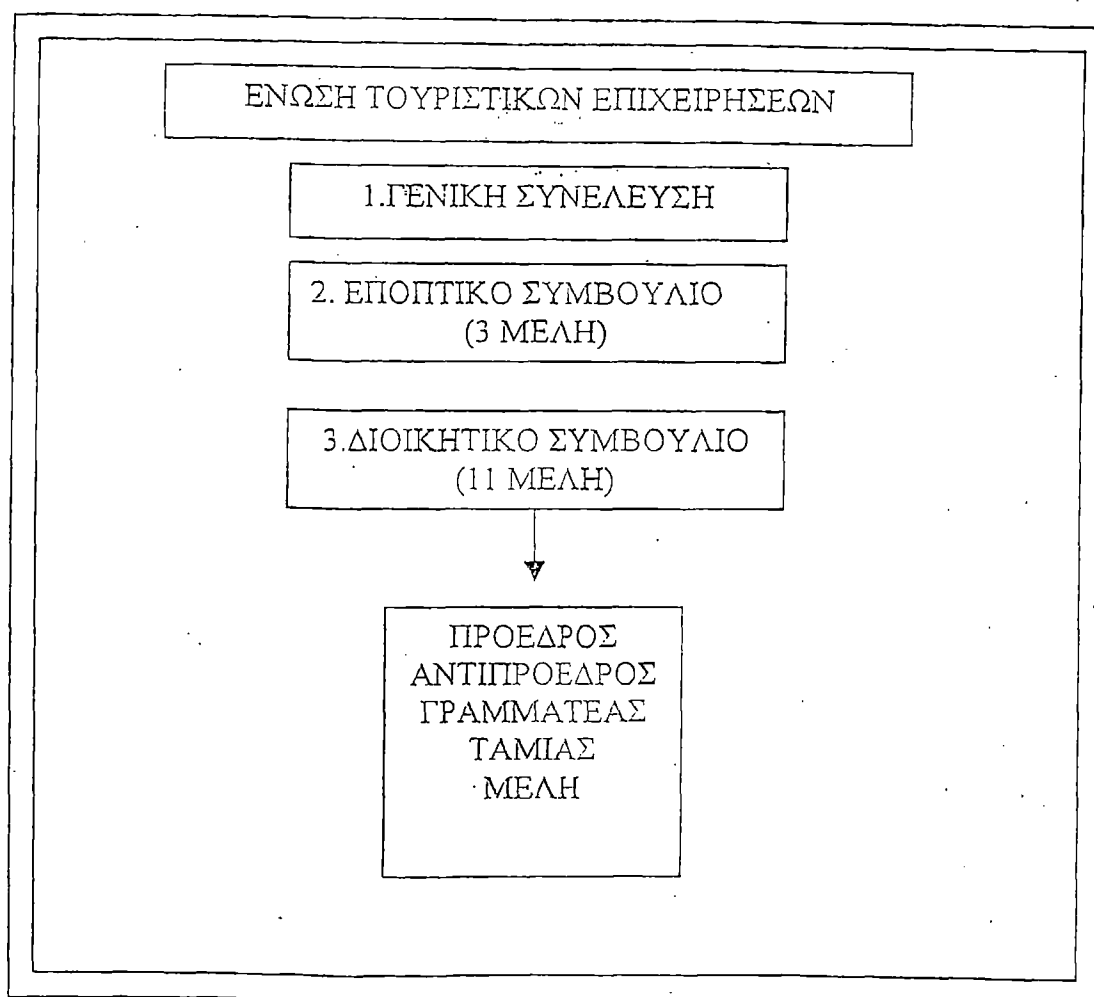 ΕΝΩΣΗ ΤΟΥΡΙΣΤΙΚΩΝ ΕΠΙΧΕΙΡΗΣΕΩΝ
1.ΓΕΝΙΚΗ ΣΥΝΕΛΕΥΣΗ
2. ΕΠΟΠΤΙΚΟ ΣΥΜΒΟΥΛΙΟ
(3 ΜΕΛΗ)
3.ΔΙΟΙΚΗΤΙΚΟ ΣΥΜΒΟΥΛΙΟ
(11 ΜΕΛΗ)
ΠΡΟΕΔΡΟΣ
ΑΝΤΙΠΡΟΕΔΡΟΣ
ΓΡΑΜΜΑΤΕΑΣ
ΤΑΜΙΑΣ
ΜΕΛΗ